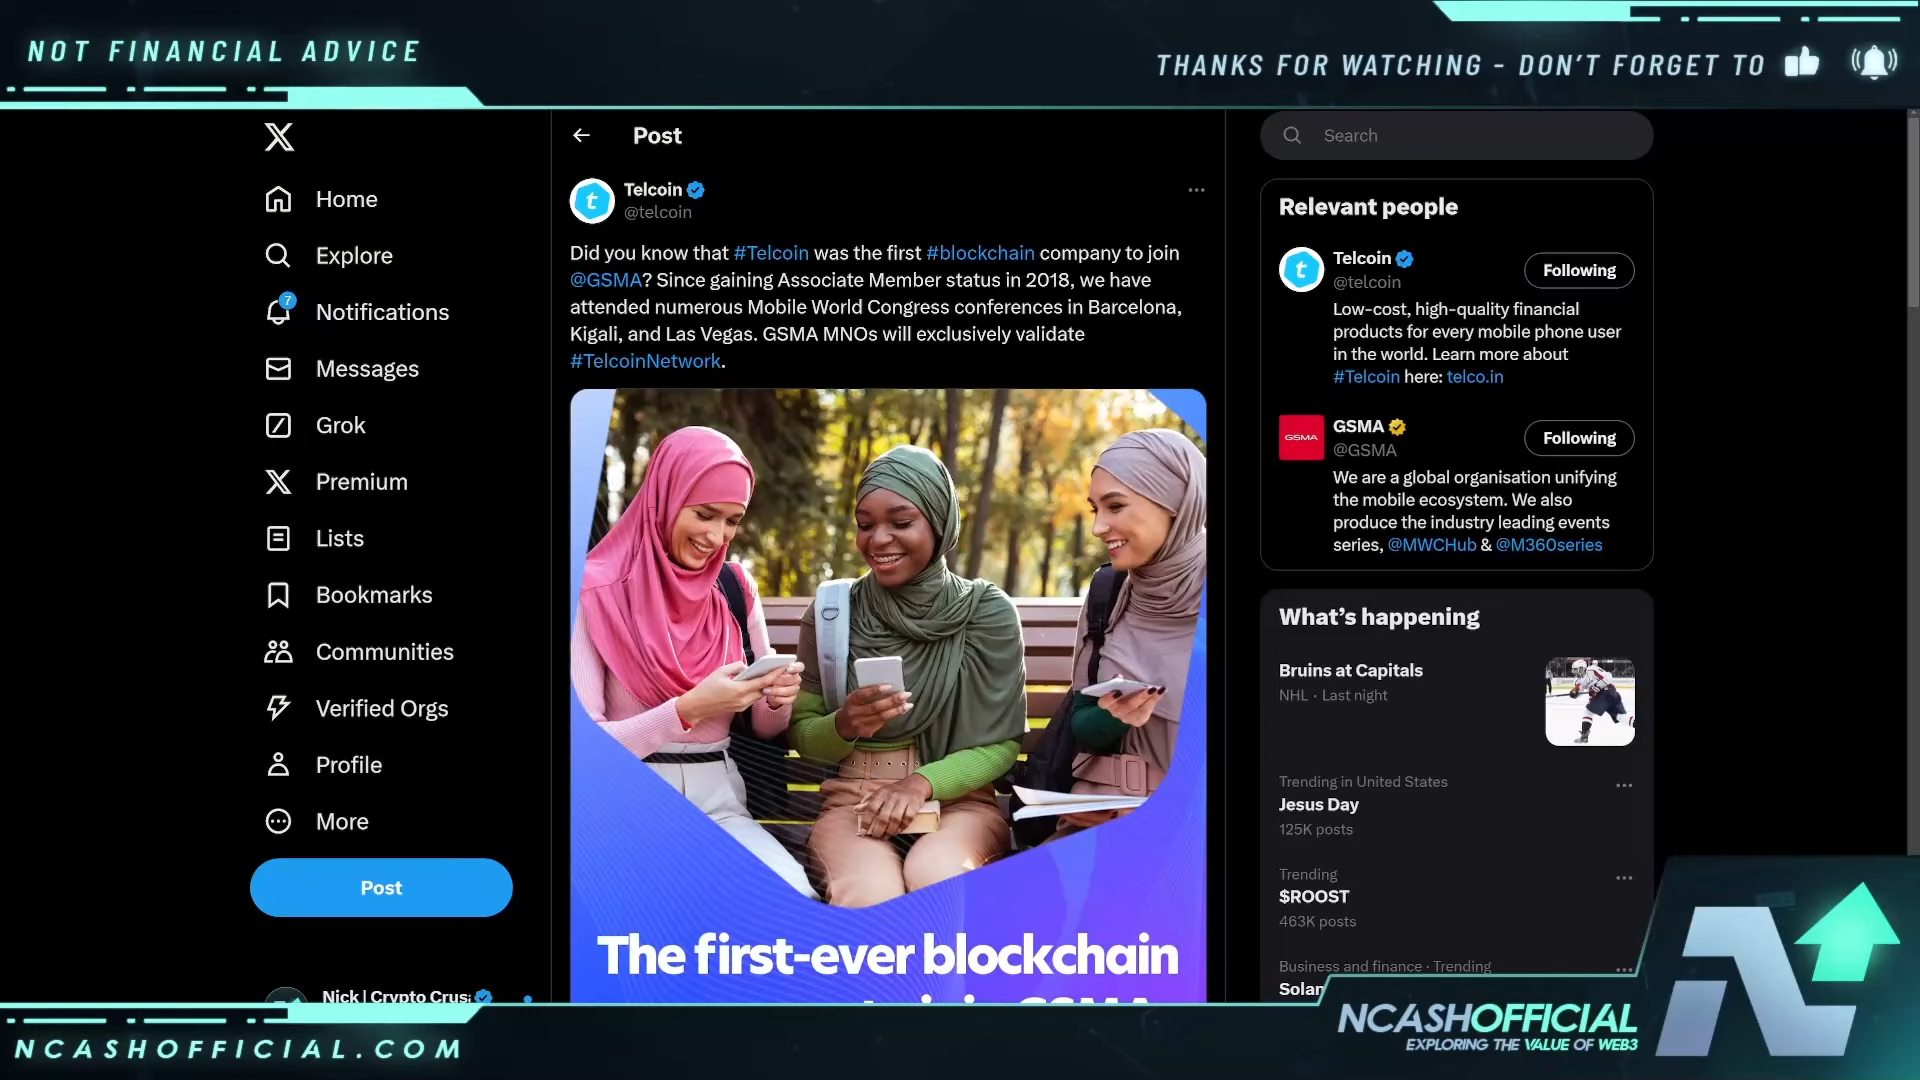 NOT FINANCIAL ADVICE
THANKS FOR WATCHING - DON'T FORGET TO
X
Home
Explore
7
Notifications
Messages
Grok
Premium
Lists
Bookmarks
Communities
Verified Orgs
Profile
More
Post
Nick | Crypto Crus
Post
t
Telcoin
@telcoin
Did you know that #Telcoin was the first #blockchain company to join
@GSMA? Since gaining Associate Member status in 2018, we have
attended numerous Mobile World Congress conferences in Barcelona,
Kigali, and Las Vegas. GSMA MNOs will exclusively validate
#TelcoinNetwork.
The first-ever blockchain
Search
Relevant people
t
Telcoin
@telcoin
Following
Low-cost, high-quality financial
products for every mobile phone user
in the world. Learn more about
#Telcoin here: telco.in
GSMA
GSMA
@GSMA
Following
We are a global organisation unifying
the mobile ecosystem. We also
produce the industry leading events
series, @MWCHub & @M360series
What's happening
Bruins at Capitals
NHL · Last night
Trending in United States
Jesus Day
125K posts
Trending
$ROOST
463K posts
Business and finance · Trending
Solan
NCASHOFFICIAL.COM
NCASHOFFICIAL
EXPLORING THE VALUE OF WEB3